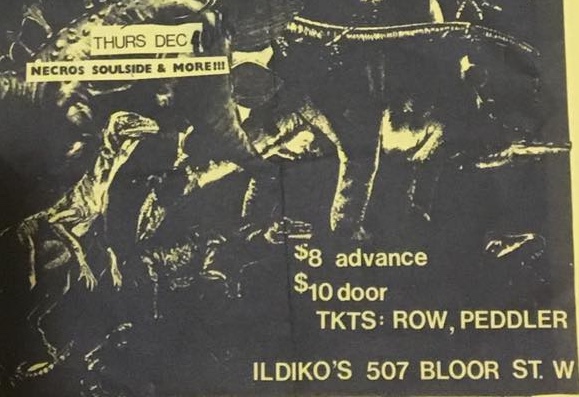 THURS DEC
NECROS SOULSIDE & MORE!!!
$8 advance
$10 door
TKTS: ROW, PEDDLER
ILDIKO'S 507 BLOOR ST. W